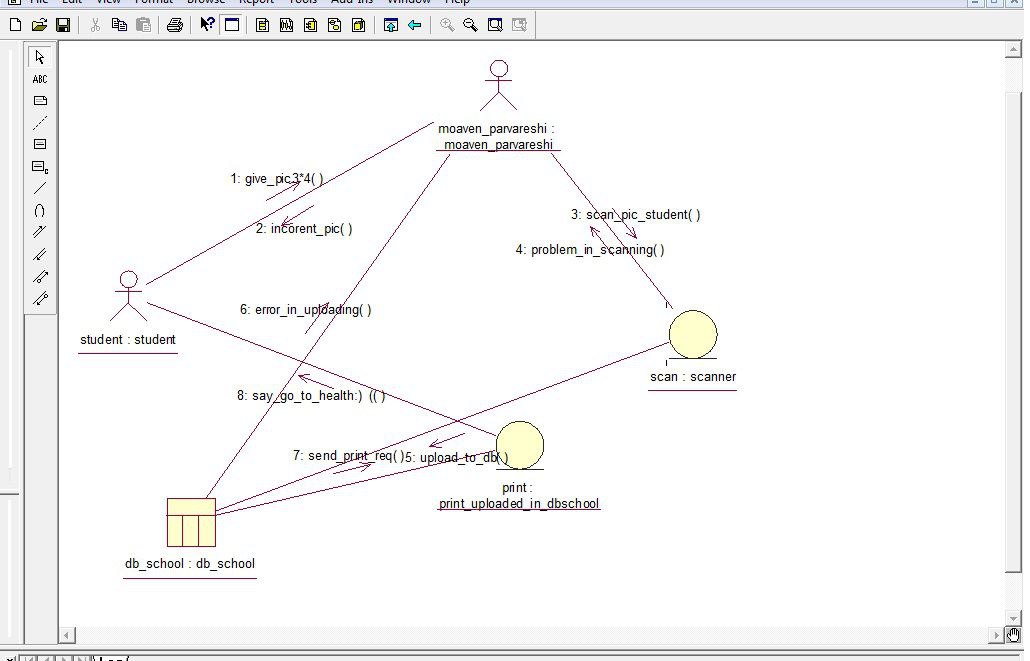 File Edit View Format Browse Report Tools Add-Ins Window Help
ABC
moaven_parvareshi :
moaven_parvareshi
1: give_pic3*4( )
2: incorent_pic( )
3: scan_pic_student( )
4: problem_in_scanning( )
student : student
6: error_in_uploading( )
scan : scanner
8: say_go_to_health:) (( )
7: send_print_req( )
5: upload_to_db( )
print :
print_uploaded_in_dbschool
db_school : db_school
Log